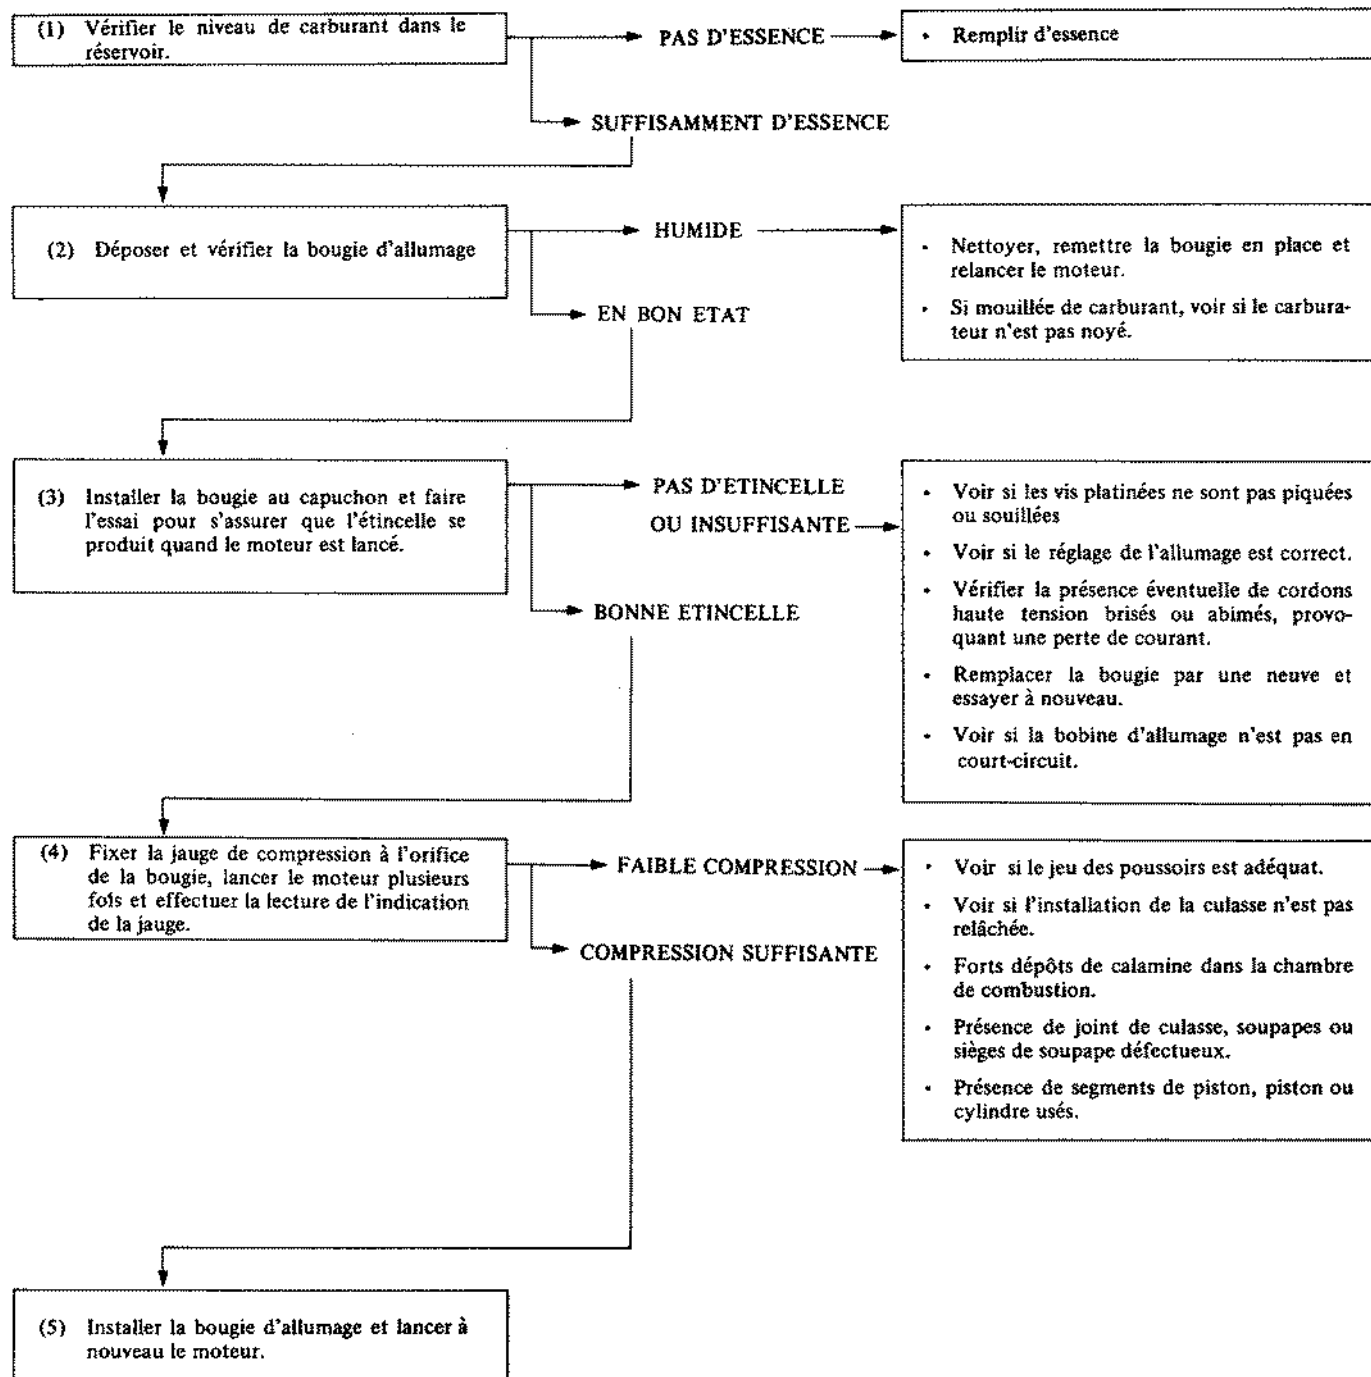 (1) Vérifier le niveau de carburant dans le
réservoir.
PAS D'ESSENCE
• Remplir d'essence
SUFFISAMMENT D'ESSENCE
(2) Déposer et vérifier la bougie d'allumage
HUMIDE
• Nettoyer, remettre la bougie en place et
relancer le moteur.
• Si mouillée de carburant, voir si le carbura-
teur n'est pas noyé.
EN BON ETAT
(3) Installer la bougie au capuchon et faire
l'essai pour s'assurer que l'étincelle se
produit quand le moteur est lancé.
PAS D'ETINCELLE
OU INSUFFISANTE
• Voir si les vis platinées ne sont pas piquées
ou souillées
• Voir si le réglage de l'allumage est correct.
• Vérifier la présence éventuelle de cordons
haute tension brisés ou abimés, provo-
quant une perte de courant.
• Remplacer la bougie par une neuve et
essayer à nouveau.
• Voir si la bobine d'allumage n'est pas en
court-circuit.
BONNE ETINCELLE
(4) Fixer la jauge de compression à l'orifice
de la bougie, lancer le moteur plusieurs
fois et effectuer la lecture de l'indication
de la jauge.
FAIBLE COMPRESSION
• Voir si le jeu des poussoirs est adéquat.
• Voir si l'installation de la culasse n'est pas
relâchée.
• Forts dépôts de calamine dans la chambre
de combustion.
• Présence de joint de culasse, soupapes ou
sièges de soupape défectueux.
• Présence de segments de piston, piston ou
cylindre usés.
COMPRESSION SUFFISANTE
(5) Installer la bougie d'allumage et lancer à
nouveau le moteur.